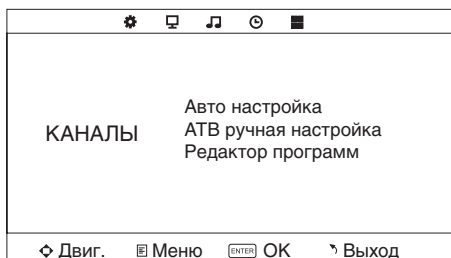 КАНАЛЫ
Авто настройка
АТВ ручная настройка
Редактор программ
Двиг. Меню ENTER OK Выход